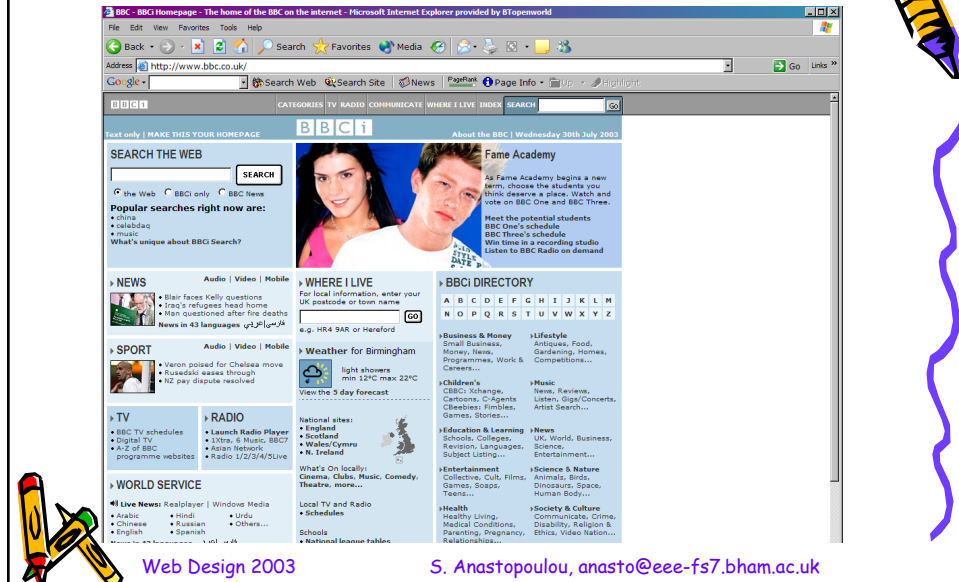 BBC - BBCi Homepage - The home of the BBC on the internet - Microsoft Internet Explorer provided by BTopenworld
File Edit View Favorites Tools Help
Back Search Favorites Media
Address http://www.bbc.co.uk/ Go Links »
Google Search Web Search Site News PageRank Page Info Up Highlight
BBCi CATEGORIES TV RADIO COMMUNICATE WHERE I LIVE INDEX SEARCH Go
Text only | MAKE THIS YOUR HOMEPAGE BBCi About the BBC | Wednesday 30th July 2003
SEARCH THE WEB
SEARCH
the Web BBCi only BBC News
Popular searches right now are:
• china
• celebdaq
• music
What's unique about BBCi Search?
Fame Academy
As Fame Academy begins a new
term, choose the students you
think deserve a place. Watch and
vote on BBC One and BBC Three.
Meet the potential students
BBC One's schedule
BBC Three's schedule
Win time in a recording studio
Listen to BBC Radio on demand
NEWS Audio | Video | Mobile
• Blair faces Kelly questions
• Iraq's refugees head home
• Man questioned after fire deaths
News in 43 languages فارسی عربي
SPORT Audio | Video | Mobile
• Veron poised for Chelsea move
• Rusedski eases through
• NZ pay dispute resolved
TV
• BBC TV schedules
• Digital TV
• A-Z of BBC
programme websites
RADIO
• Launch Radio Player
• 1Xtra, 6 Music, BBC7
• Asian Network
• Radio 1/2/3/4/5Live
WORLD SERVICE
Live News: Realplayer | Windows Media
• Arabic • Hindi • Urdu
• Chinese • Russian • Others...
• English • Spanish
WHERE I LIVE
For local information, enter your
UK postcode or town name
GO
e.g. HR4 9AR or Hereford
Weather for Birmingham
light showers
min 12°C max 22°C
View the 5 day forecast
National sites:
• England
• Scotland
• Wales/Cymru
• N. Ireland
What's On locally:
Cinema, Clubs, Music, Comedy,
Theatre, more...
Local TV and Radio
• Schedules
Schools
• National league tables
BBCi DIRECTORY
A B C D E F G H I J K L M
N O P Q R S T U V W X Y Z
Business & Money
Small Business,
Money, News,
Programmes, Work &
Careers...
Lifestyle
Antiques, Food,
Gardening, Homes,
Competitions...
Children's
CBBC: Xchange,
Cartoons, C-Agents
CBeebies: Fimbles,
Games, Stories...
Music
News, Reviews,
Listen, Gigs/Concerts,
Artist Search...
Education & Learning
Schools, Colleges,
Revision, Languages,
Subject Listing...
News
UK, World, Business,
Science,
Entertainment...
Entertainment
Collective, Cult, Films,
Games, Soaps,
Teens...
Science & Nature
Animals, Birds,
Dinosaurs, Space,
Human Body...
Health
Healthy Living,
Medical Conditions,
Parenting, Pregnancy,
Relationships...
Society & Culture
Communicate, Crime,
Disability, Religion &
Ethics, Video Nation...
Web Design 2003 S. Anastopoulou, anasto@eee-fs7.bham.ac.uk